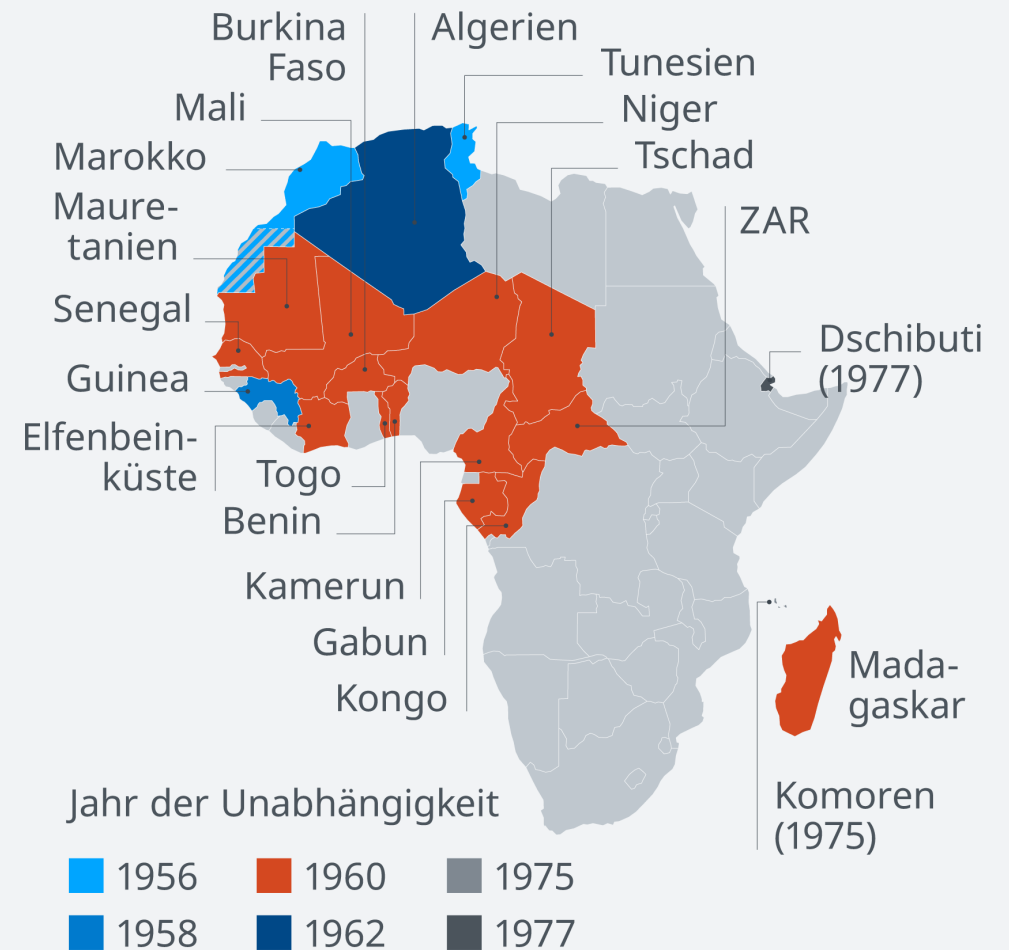 Burkina
Faso
Algerien
Tunesien
Mali
Niger
Marokko
Tschad
Maure-
tanien
ZAR
Senegal
Dschibuti
(1977)
Guinea
Elfenbein-
küste
Togo
Benin
Kamerun
Gabun
Kongo
Mada-
gaskar
Komoren
(1975)
Jahr der Unabhängigkeit
1956
1960
1975
1958
1962
1977